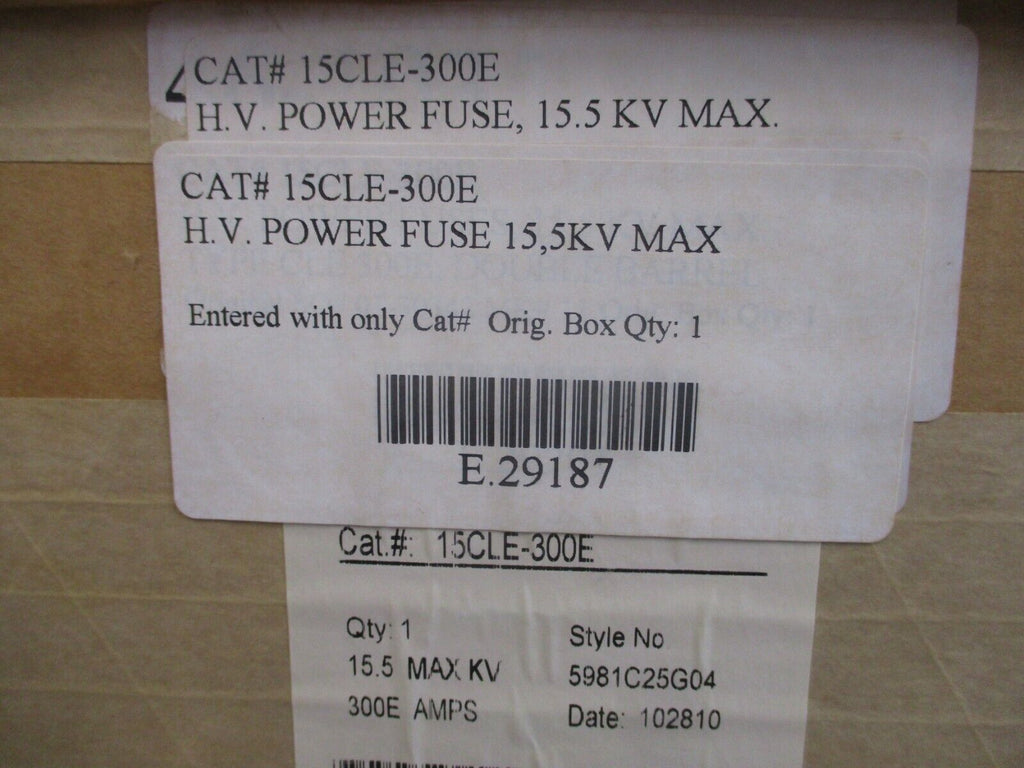 CAT# 15CLE-300E
H.V. POWER FUSE, 15.5 KV MAX.
CAT# 15CLE-300E
H.V. POWER FUSE 15,5KV MAX
Entered with only Cat# Orig. Box Qty: 1
E.29187
Cat.#: 15CLE-300E
Qty: 1
15.5 MAX KV
300E AMPS
Style No
5981C25G04
Date: 102810